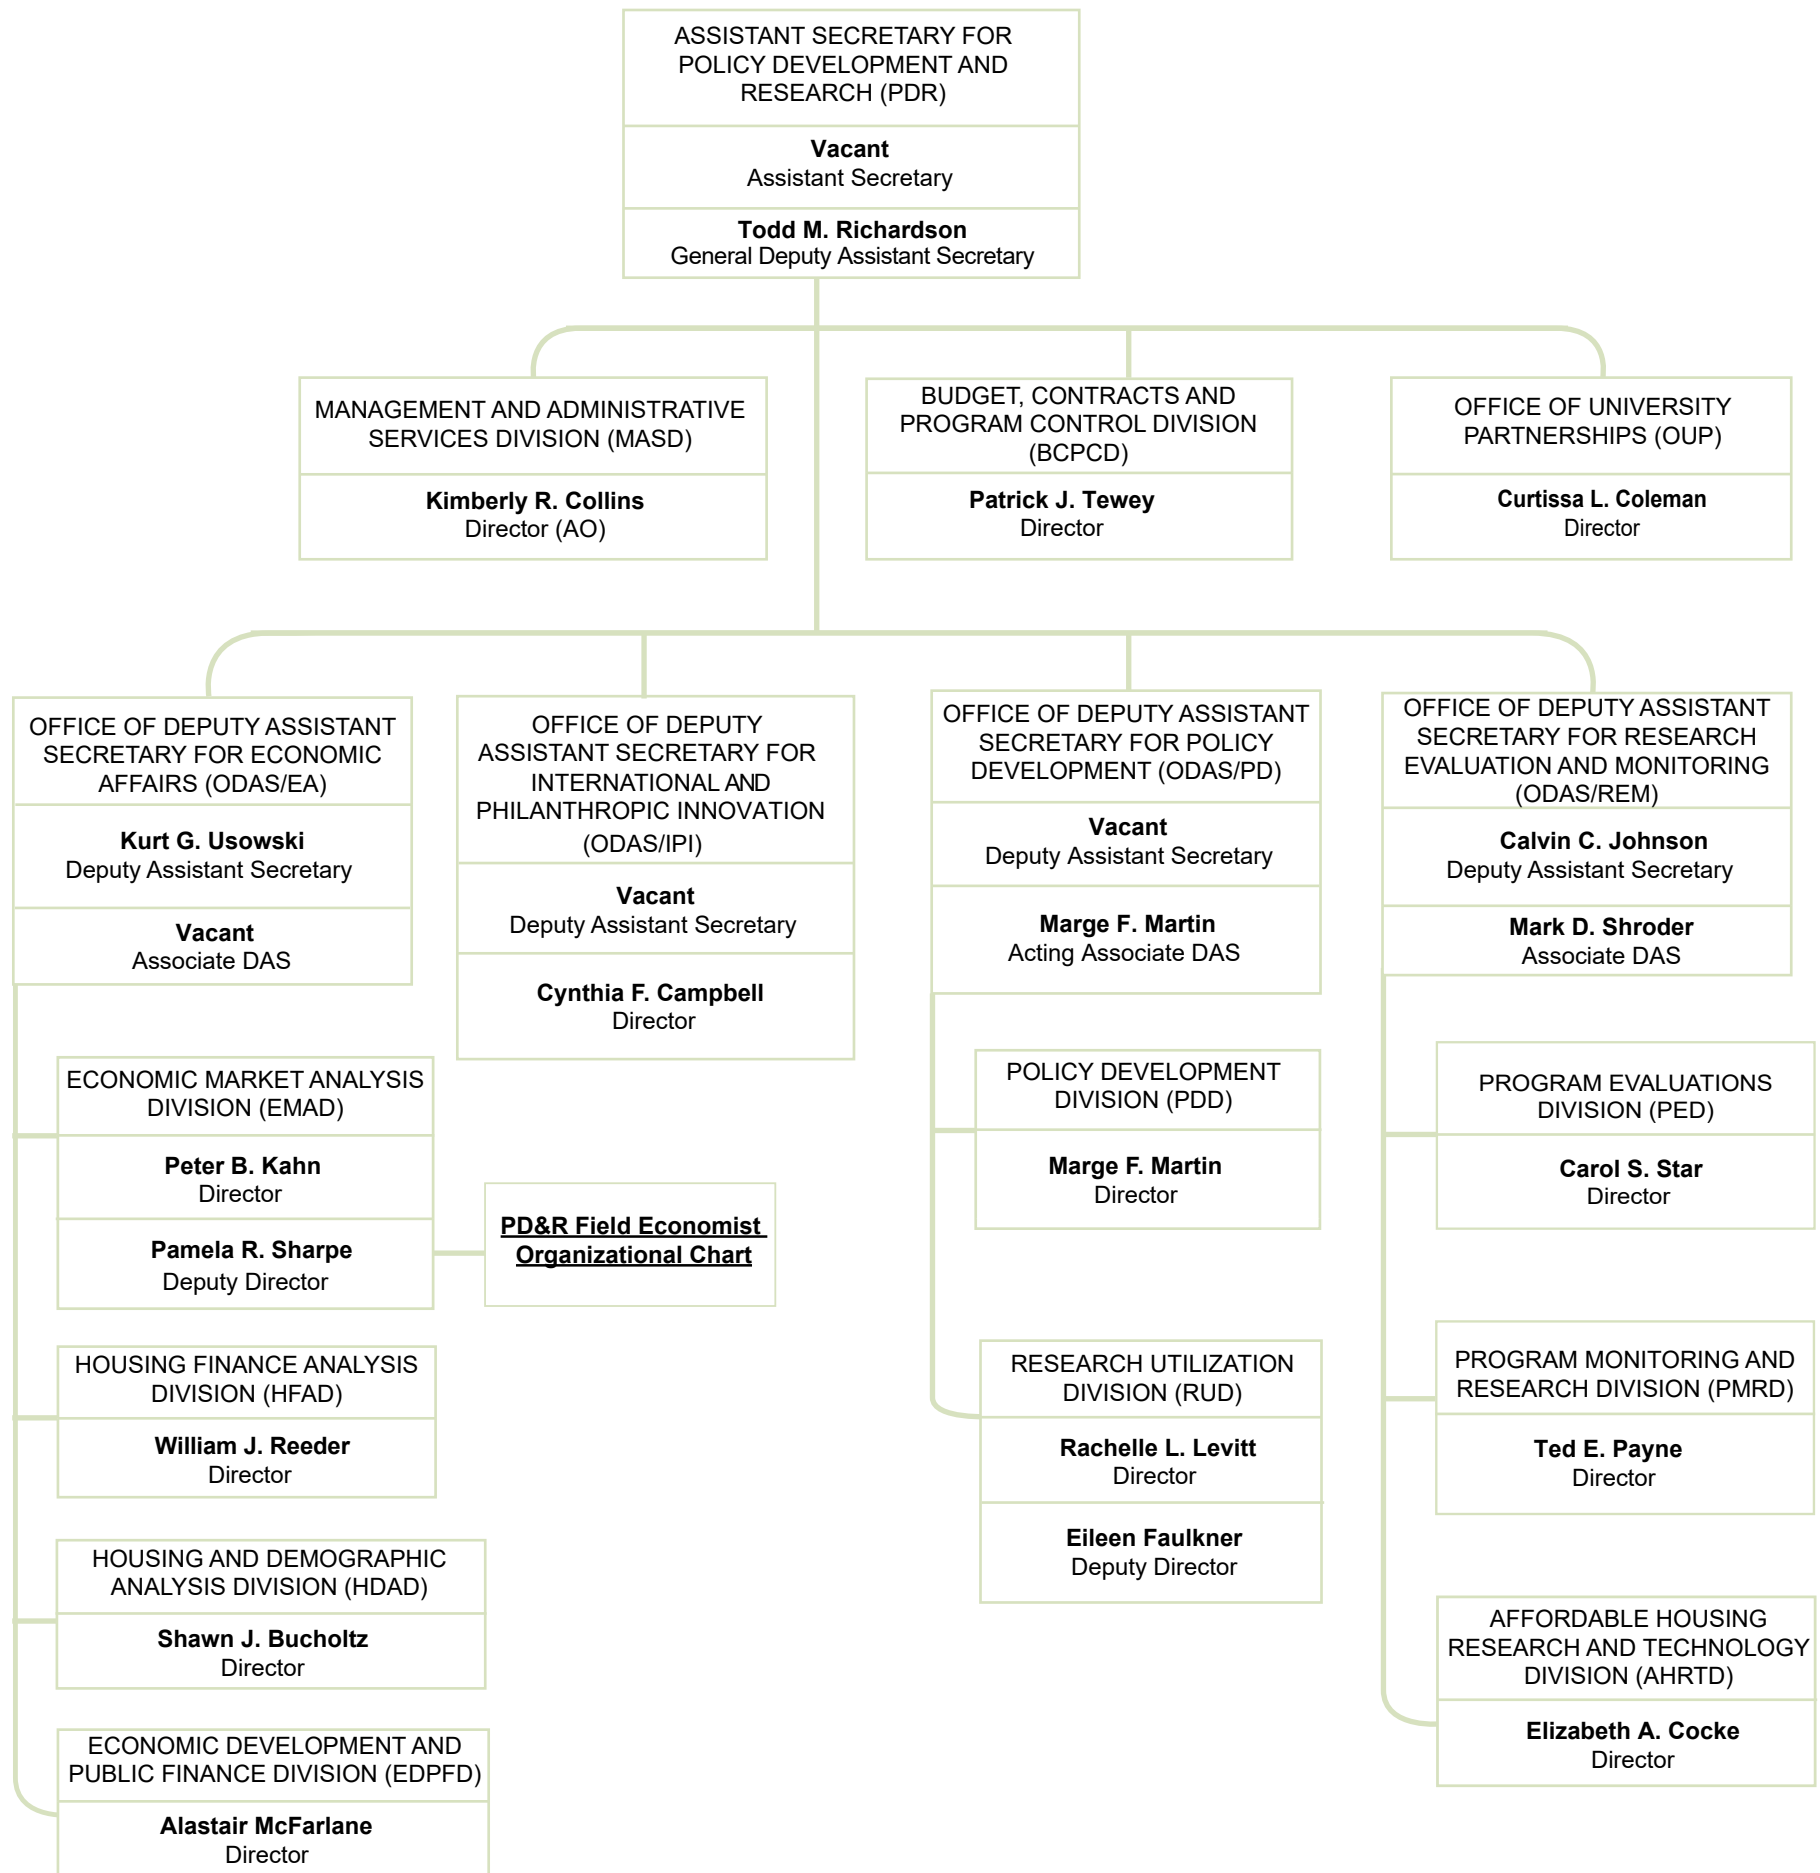 ASSISTANT SECRETARY FOR
POLICY DEVELOPMENT AND
RESEARCH (PDR)
Vacant
Assistant Secretary
Todd M. Richardson
General Deputy Assistant Secretary
MANAGEMENT AND ADMINISTRATIVE
SERVICES DIVISION (MASD)
Kimberly R. Collins
Director (AO)
BUDGET, CONTRACTS AND
PROGRAM CONTROL DIVISION
(BCPCD)
Patrick J. Tewey
Director
OFFICE OF UNIVERSITY
PARTNERSHIPS (OUP)
Curtissa L. Coleman
Director
OFFICE OF DEPUTY ASSISTANT
SECRETARY FOR ECONOMIC
AFFAIRS (ODAS/EA)
Kurt G. Usowski
Deputy Assistant Secretary
Vacant
Associate DAS
ECONOMIC MARKET ANALYSIS
DIVISION (EMAD)
Peter B. Kahn
Director
Pamela R. Sharpe
Deputy Director
PD&R Field Economist
Organizational Chart
HOUSING FINANCE ANALYSIS
DIVISION (HFAD)
William J. Reeder
Director
HOUSING AND DEMOGRAPHIC
ANALYSIS DIVISION (HDAD)
Shawn J. Bucholtz
Director
ECONOMIC DEVELOPMENT AND
PUBLIC FINANCE DIVISION (EDPFD)
Alastair McFarlane
Director
OFFICE OF DEPUTY
ASSISTANT SECRETARY FOR
INTERNATIONAL AND
PHILANTHROPIC INNOVATION
(ODAS/IPI)
Vacant
Deputy Assistant Secretary
Cynthia F. Campbell
Director
OFFICE OF DEPUTY ASSISTANT
SECRETARY FOR POLICY
DEVELOPMENT (ODAS/PD)
Vacant
Deputy Assistant Secretary
Marge F. Martin
Acting Associate DAS
POLICY DEVELOPMENT
DIVISION (PDD)
Marge F. Martin
Director
RESEARCH UTILIZATION
DIVISION (RUD)
Rachelle L. Levitt
Director
Eileen Faulkner
Deputy Director
OFFICE OF DEPUTY ASSISTANT
SECRETARY FOR RESEARCH
EVALUATION AND MONITORING
(ODAS/REM)
Calvin C. Johnson
Deputy Assistant Secretary
Mark D. Shroder
Associate DAS
PROGRAM EVALUATIONS
DIVISION (PED)
Carol S. Star
Director
PROGRAM MONITORING AND
RESEARCH DIVISION (PMRD)
Ted E. Payne
Director
AFFORDABLE HOUSING
RESEARCH AND TECHNOLOGY
DIVISION (AHRTD)
Elizabeth A. Cocke
Director